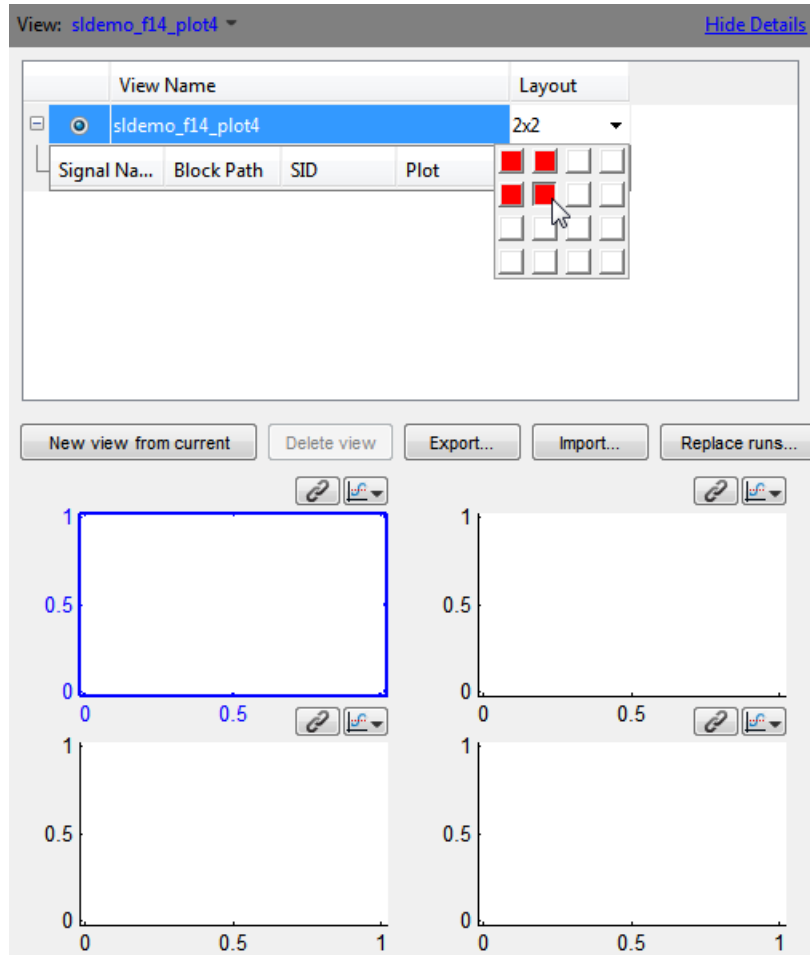 View: sldemo_f14_plot4 Hide Details
View Name Layout
sldemo_f14_plot4 2x2
Signal Na... Block Path SID Plot
New view from current Delete view Export... Import... Replace runs...
1 1
0.5 0.5
0 0
0 0.5 0 0.5
1 1
0.5 0.5
0 0
0 0.5 1 0 0.5 1